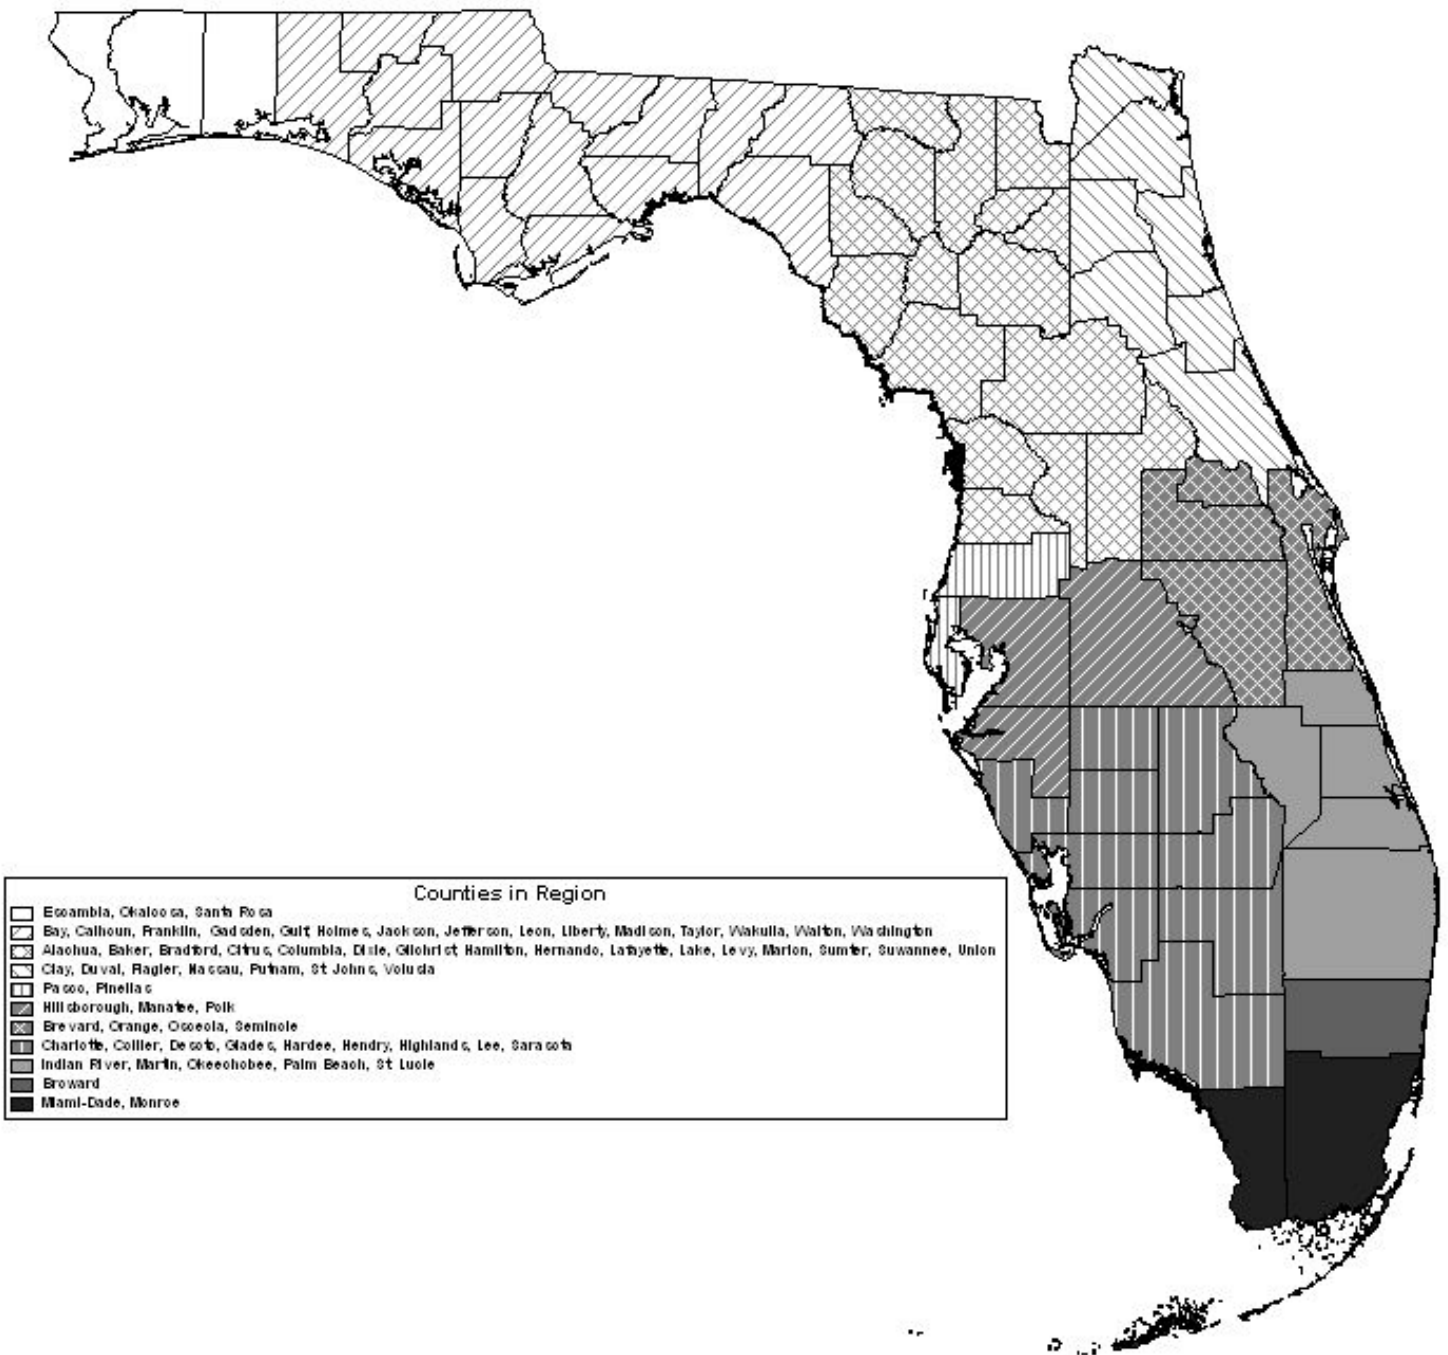 Counties in Region
Escambia, Okaloosa, Santa Rosa
Bay, Calhoun, Franklin, Gadsden, Gulf, Holmes, Jackson, Jefferson, Leon, Liberty, Madison, Taylor, Wakulla, Walton, Washington
Alachua, Baker, Bradford, Citrus, Columbia, Dixie, Gilchrist, Hamilton, Hernando, Lafayette, Lake, Levy, Marion, Sumter, Suwannee, Union
Clay, Duval, Flagler, Nassau, Putnam, St Johns, Volusia
Pasco, Pinellas
Hillsborough, Manatee, Polk
Brevard, Orange, Osceola, Seminole
Charlotte, Collier, Desoto, Glades, Hardee, Hendry, Highlands, Lee, Sarasota
Indian River, Martin, Okeechobee, Palm Beach, St Lucie
Broward
Miami-Dade, Monroe